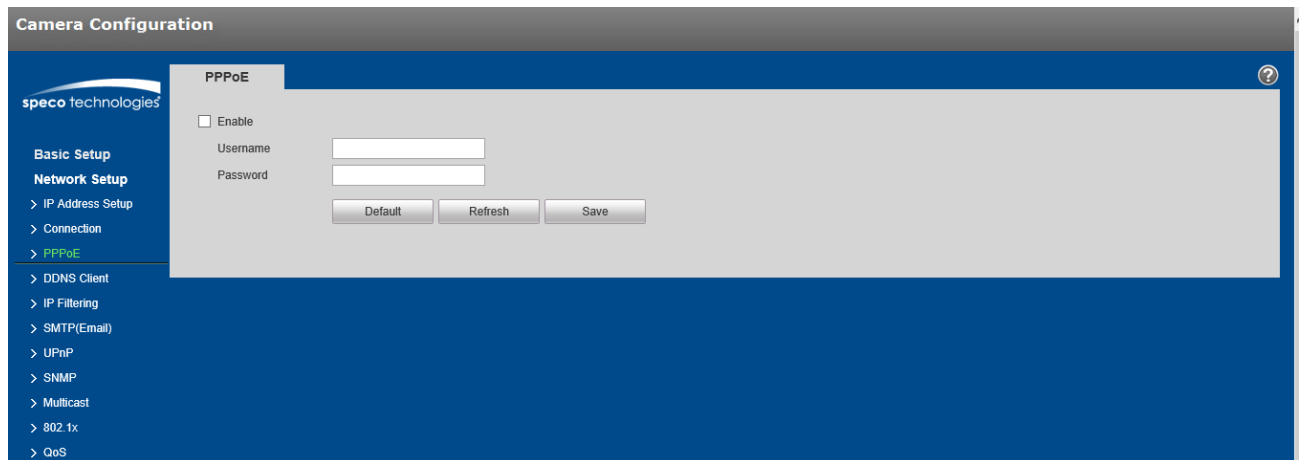 Camera Configuration
speco technologies
Basic Setup
Network Setup
> IP Address Setup
> Connection
> PPPoE
> DDNS Client
> IP Filtering
> SMTP(Email)
> UPnP
> SNMP
> Multicast
> 802.1x
> QoS
PPPoE
?
Enable
Username
Password
Default Refresh Save